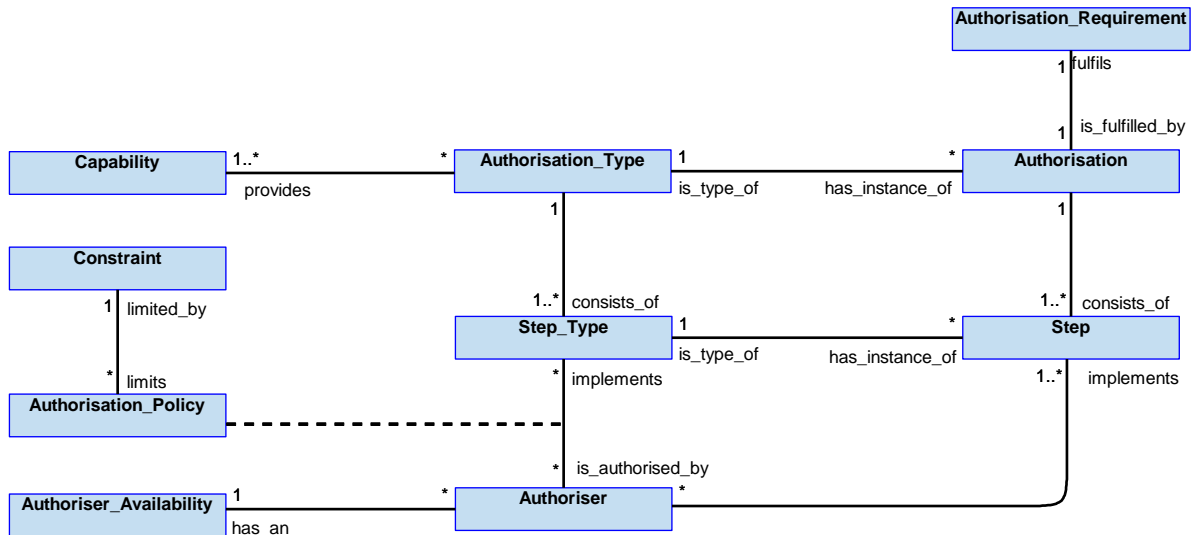 Authorisation_Requirement
1 fulfils
1 is_fulfilled_by
Capability
1..*
provides
*
Authorisation_Type
1
is_type_of
*
has_instance_of
Authorisation
1
1
Constraint
1 limited_by
1..* consists_of
1..* consists_of
Step_Type
1
is_type_of
*
has_instance_of
Step
* limits
* implements
1..* implements
Authorisation_Policy
* is_authorised_by
Authoriser_Availability
1
has_an
*
Authoriser
*